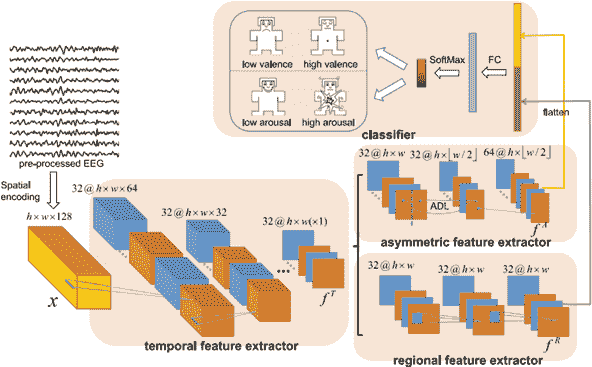 low valence high valence
low arousal high arousal
SoftMax
FC
classifier
flatten
pre-processed EEG
Spatial
encoding
h×w×128
x
32@h×w×64
32@h×w×32
32@h×w(×1)
...
f^T
temporal feature extractor
32@h×w 32@h×⌊w/2⌋ 64@h×⌊w/2⌋
ADL
f^A
asymmetric feature extractor
32@h×w 32@h×w 32@h×w
f^R
regional feature extractor